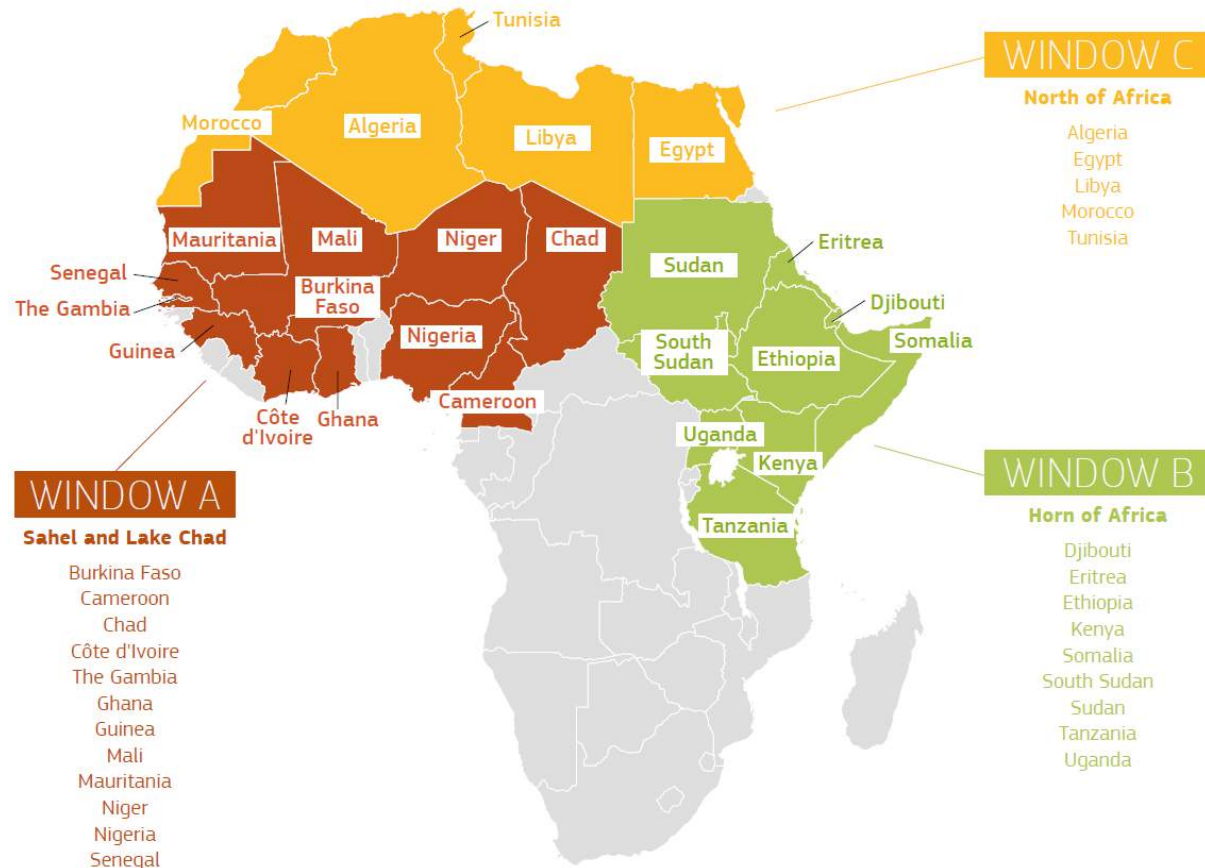 Tunisia
Morocco
Algeria
Libya
Egypt
Mauritania
Mali
Niger
Chad
Senegal
The Gambia
Burkina
Faso
Guinea
Nigeria
Côte
d'Ivoire
Ghana
Cameroon
Sudan
Eritrea
Djibouti
Somalia
South
Sudan
Ethiopia
Uganda
Kenya
Tanzania
WINDOW C
North of Africa
Algeria
Egypt
Libya
Morocco
Tunisia
WINDOW A
Sahel and Lake Chad
Burkina Faso
Cameroon
Chad
Côte d'Ivoire
The Gambia
Ghana
Guinea
Mali
Mauritania
Niger
Nigeria
Senegal
WINDOW B
Horn of Africa
Djibouti
Eritrea
Ethiopia
Kenya
Somalia
South Sudan
Sudan
Tanzania
Uganda